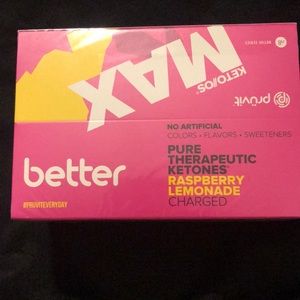 prüvit
KETO//OS
MAX
NO ARTIFICIAL
COLORS • FLAVORS • SWEETENERS
PURE
THERAPEUTIC
KETONES
RASPBERRY
LEMONADE
CHARGED
better
#PRUVITEVERYDAY